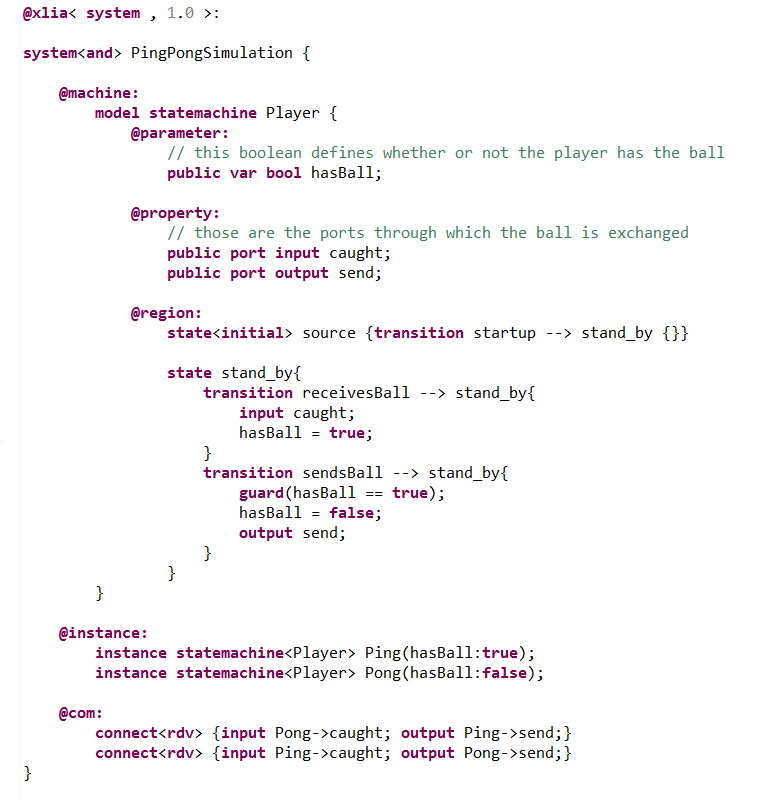 @xlia< system , 1.0 >:
system<and> PingPongSimulation {
@machine:
model statemachine Player {
@parameter:
// this boolean defines whether or not the player has the ball
public var bool hasBall;
@property:
// those are the ports through which the ball is exchanged
public port input caught;
public port output send;
@region:
state<initial> source {transition startup --> stand_by {}}
state stand_by{
transition receivesBall --> stand_by{
input caught;
hasBall = true;
}
transition sendsBall --> stand_by{
guard(hasBall == true);
hasBall = false;
output send;
}
}
}
@instance:
instance statemachine<Player> Ping(hasBall:true);
instance statemachine<Player> Pong(hasBall:false);
@com:
connect<rdv> {input Pong->caught; output Ping->send;}
connect<rdv> {input Ping->caught; output Pong->send;}
}